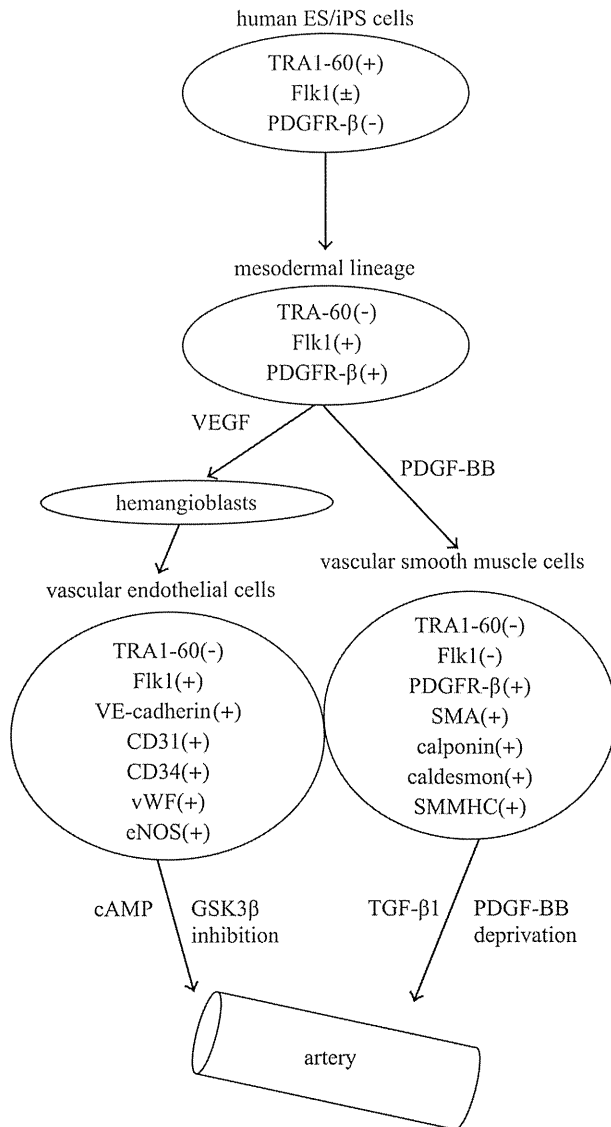 human ES/iPS cells
TRA1-60(+)
Flk1(±)
PDGFR-β(-)
mesodermal lineage
TRA-60(-)
Flk1(+)
PDGFR-β(+)
VEGF
PDGF-BB
hemangioblasts
vascular endothelial cells
TRA1-60(-)
Flk1(+)
VE-cadherin(+)
CD31(+)
CD34(+)
vWF(+)
eNOS(+)
vascular smooth muscle cells
TRA1-60(-)
Flk1(-)
PDGFR-β(+)
SMA(+)
calponin(+)
caldesmon(+)
SMMHC(+)
cAMP
GSK3β
inhibition
TGF-β1
PDGF-BB
deprivation
artery